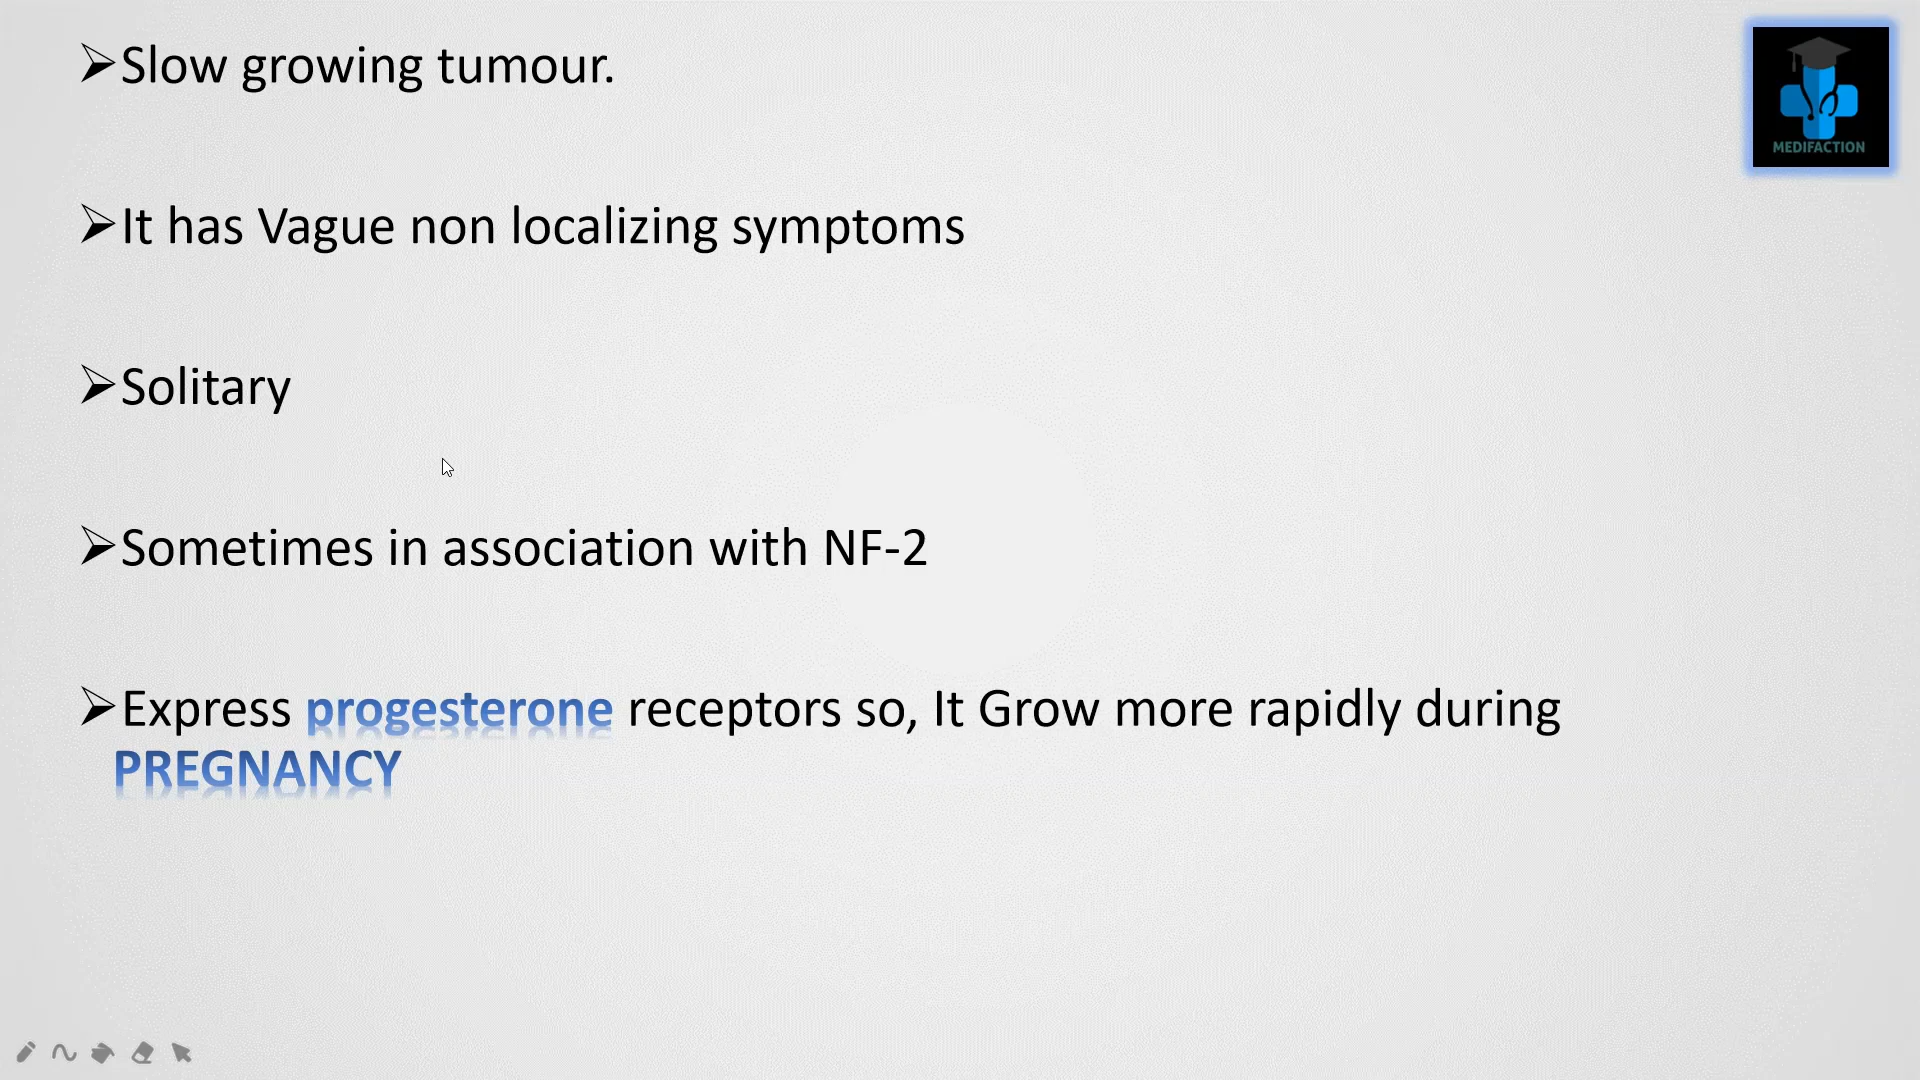 ➢Slow growing tumour.
MEDIFACTION
➢It has Vague non localizing symptoms
➢Solitary
➢Sometimes in association with NF-2
➢Express progesterone receptors so, It Grow more rapidly during
PREGNANCY